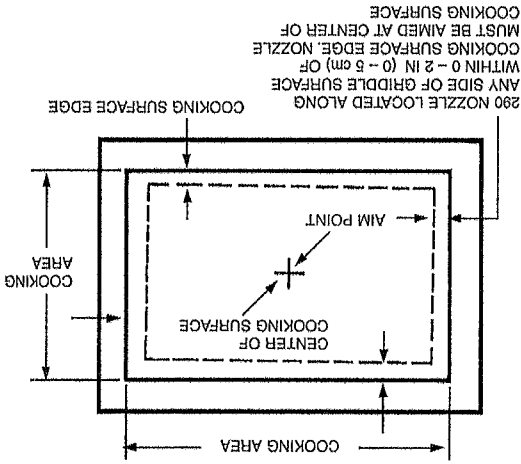 COOKING AREA
CENTER OF
COOKING SURFACE
COOKING
AREA
AIM POINT
COOKING SURFACE EDGE
290 NOZZLE LOCATED ALONG
ANY SIDE OF GRIDDLE SURFACE
WITHIN 0 – 2 IN (0 – 5 cm) OF
COOKING SURFACE EDGE. NOZZLE
MUST BE AIMED AT CENTER OF
COOKING SURFACE